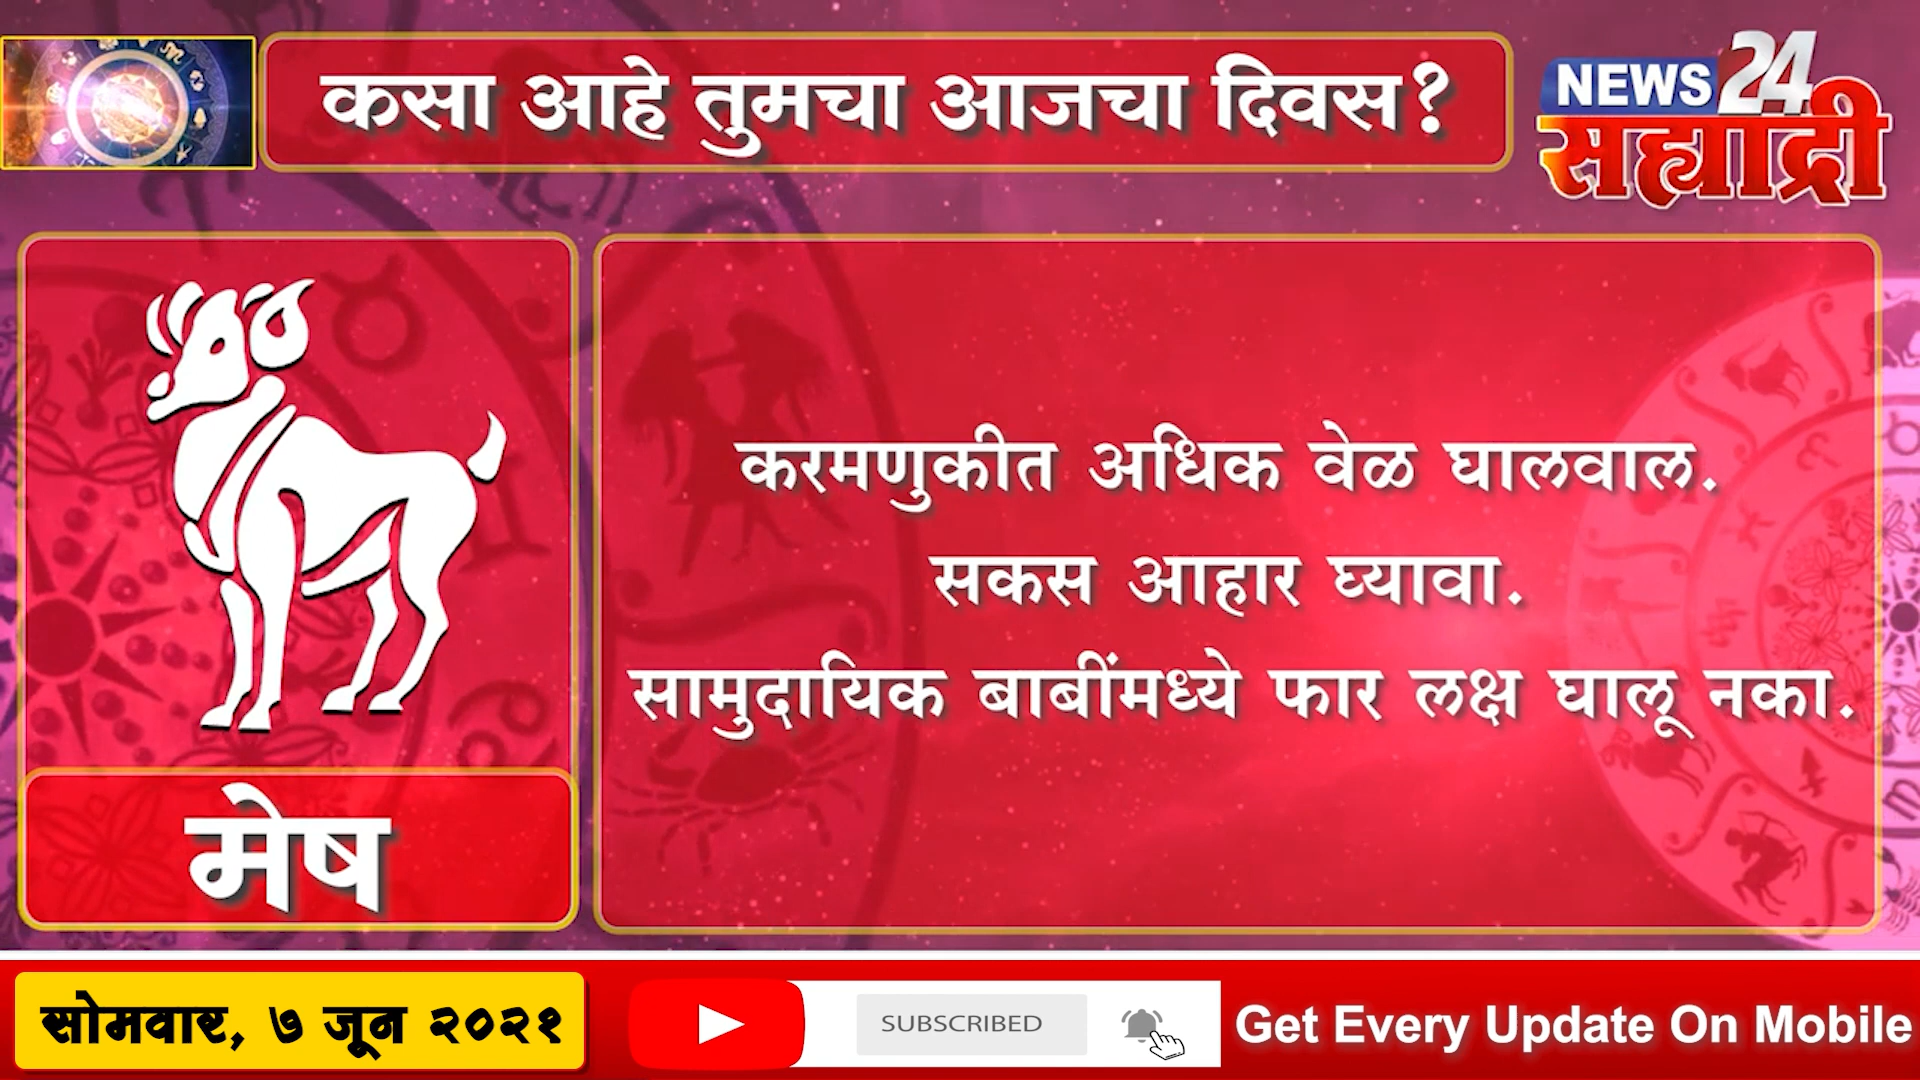 कसा आहे तुमचा आजचा दिवस?
NEWS 24
सह्याद्री
करमणुकीत अधिक वेळ घालवाल.
सकस आहार घ्यावा.
सामुदायिक बाबींमध्ये फार लक्ष घालू नका.
मेष
सोमवार, ७ जून २०२१
SUBSCRIBED
Get Every Update On Mobile